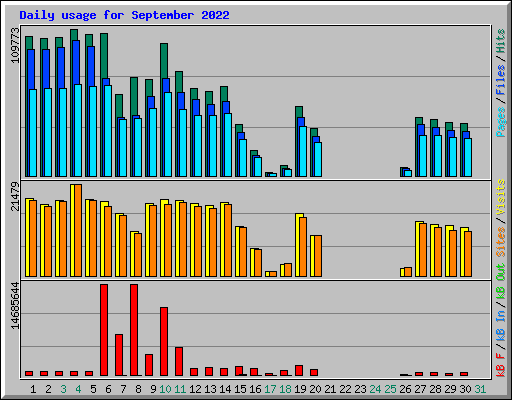 Daily usage for September 2022
109773
Pages / Files / Hits
21479
Sites / Visits
14685644
kB F / kB In / kB Out
1 2 3 4 5 6 7 8 9 10 11 12 13 14 15 16 17 18 19 20 21 22 23 24 25 26 27 28 29 30 31